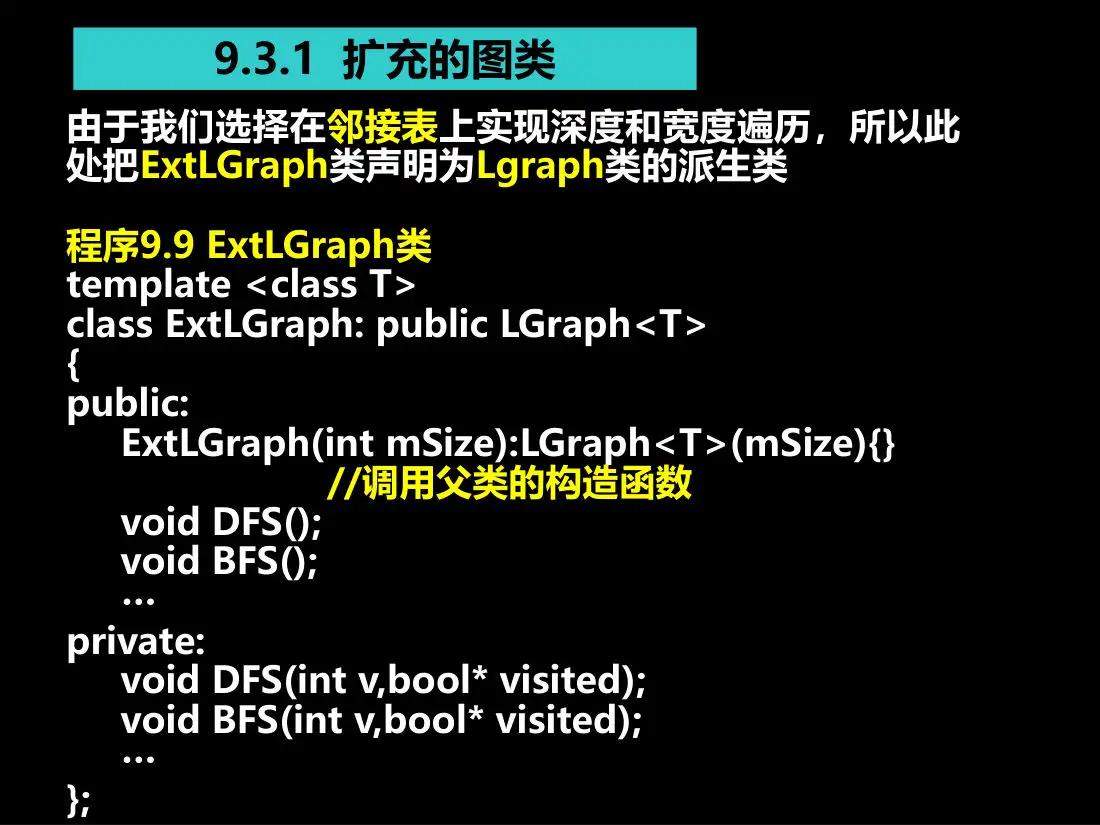 9.3.1 扩充的图类
由于我们选择在邻接表上实现深度和宽度遍历，所以此
处把ExtLGraph类声明为Lgraph类的派生类
程序9.9 ExtLGraph类
template <class T>
class ExtLGraph: public LGraph<T>
{
public:
ExtLGraph(int mSize):LGraph<T>(mSize){}
//调用父类的构造函数
void DFS();
void BFS();
…
private:
void DFS(int v,bool* visited);
void BFS(int v,bool* visited);
…
};